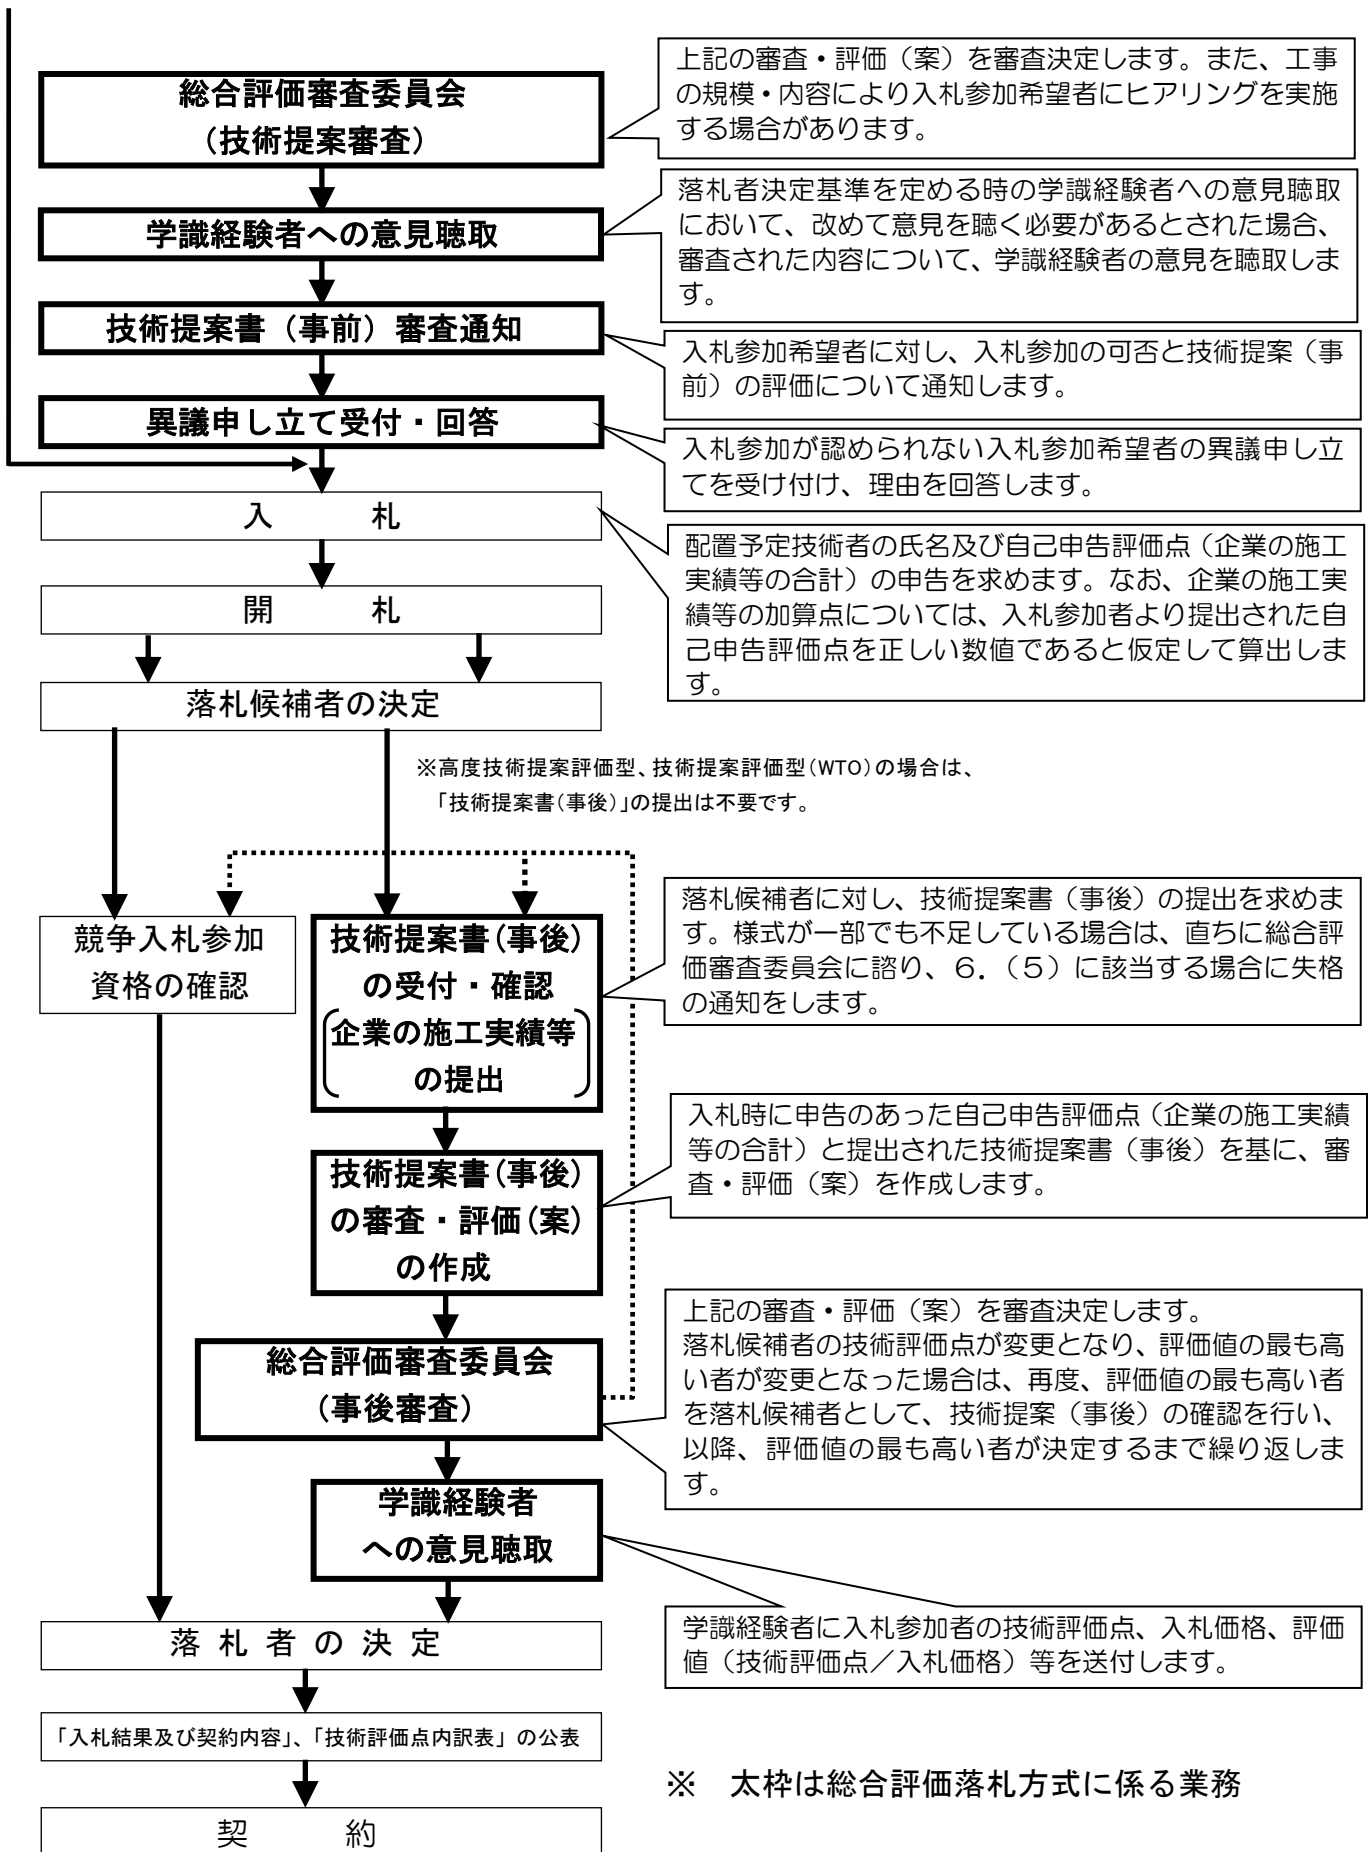 総合評価審査委員会
（技術提案審査）
上記の審査・評価（案）を審査決定します。また、工事
の規模・内容により入札参加希望者にヒアリングを実施
する場合があります。
学識経験者への意見聴取
落札者決定基準を定める時の学識経験者への意見聴取
において、改めて意見を聴く必要があるとされた場合、
審査された内容について、学識経験者の意見を聴取しま
す。
技術提案書（事前）審査通知
入札参加希望者に対し、入札参加の可否と技術提案（事
前）の評価について通知します。
異議申し立て受付・回答
入札参加が認められない入札参加希望者の異議申し立
てを受け付け、理由を回答します。
入　　　札
配置予定技術者の氏名及び自己申告評価点（企業の施工
実績等の合計）の申告を求めます。なお、企業の施工実
績等の加算点については、入札参加者より提出された自
己申告評価点を正しい数値であると仮定して算出しま
す。
開　　　札
落札候補者の決定
※高度技術提案評価型、技術提案評価型（WTO）の場合は、
「技術提案書（事後）」の提出は不要です。
競争入札参加
資格の確認
技術提案書（事後）
の受付・確認
企業の施工実績等
の提出
落札候補者に対し、技術提案書（事後）の提出を求めま
す。様式が一部でも不足している場合は、直ちに総合評
価審査委員会に諮り、６．（５）に該当する場合に失格
の通知をします。
技術提案書（事後）
の審査・評価（案）
の作成
入札時に申告のあった自己申告評価点（企業の施工実績
等の合計）と提出された技術提案書（事後）を基に、審
査・評価（案）を作成します。
総合評価審査委員会
（事後審査）
上記の審査・評価（案）を審査決定します。
落札候補者の技術評価点が変更となり、評価値の最も高
い者が変更となった場合は、再度、評価値の最も高い者
を落札候補者として、技術提案（事後）の確認を行い、
以降、評価値の最も高い者が決定するまで繰り返しま
す。
学識経験者
への意見聴取
学識経験者に入札参加者の技術評価点、入札価格、評価
値（技術評価点／入札価格）等を送付します。
落 札 者 の 決 定
「入札結果及び契約内容」、「技術評価点内訳表」の公表
※　太枠は総合評価落札方式に係る業務
契　　　約